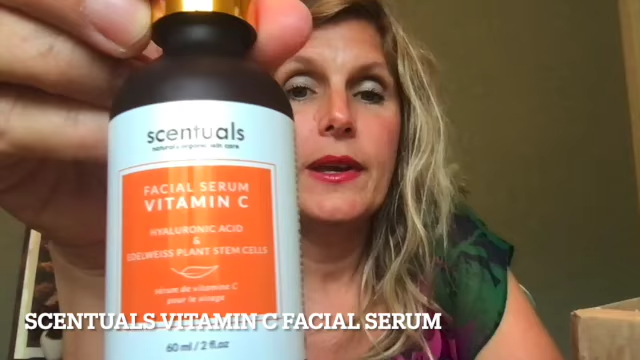 scentuals
natural & organic skin care
FACIAL SERUM
VITAMIN C
HYALURONIC ACID
&
EDELWEISS PLANT STEM CELLS
sérum de vitamine C
pour le visage
SCENTUALS VITAMIN C FACIAL SERUM
60 ml / 2 fl.oz